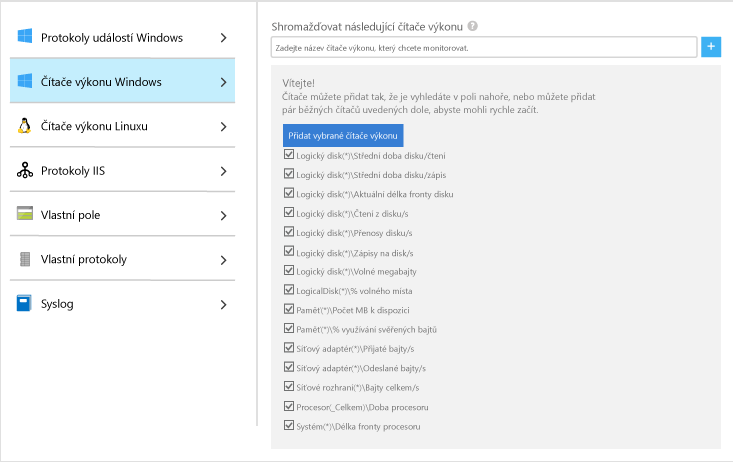 Protokoly událostí Windows
Čítače výkonu Windows
Čítače výkonu Linuxu
Protokoly IIS
Vlastní pole
Vlastní protokoly
Syslog
Shromažďovat následující čítače výkonu ?
Zadejte název čítače výkonu, který chcete monitorovat.
+
Vítejte!
Čítače můžete přidat tak, že je vyhledáte v poli nahoře, nebo můžete přidat
pár běžných čítačů uvedených dole, abyste mohli rychle začít.
Přidat vybrané čítače výkonu
Logický disk(*)\Střední doba disku/čtení
Logický disk(*)\Střední doba disku/zápis
Logický disk(*)\Aktuální délka fronty disku
Logický disk(*)\Čtení z disku/s
Logický disk(*)\Přenosy disku/s
Logický disk(*)\Zápisy na disk/s
Logický disk(*)\Volné megabajty
LogicalDisk(*)\% volného místa
Paměť(*)\Počet MB k dispozici
Paměť(*)\% využívání svěřených bajtů
Síťový adaptér(*)\Přijaté bajty/s
Síťový adaptér(*)\Odeslané bajty/s
Síťové rozhraní(*)\Bajty celkem/s
Procesor(_Celkem)\Doba procesoru
Systém(*)\Délka fronty procesoru